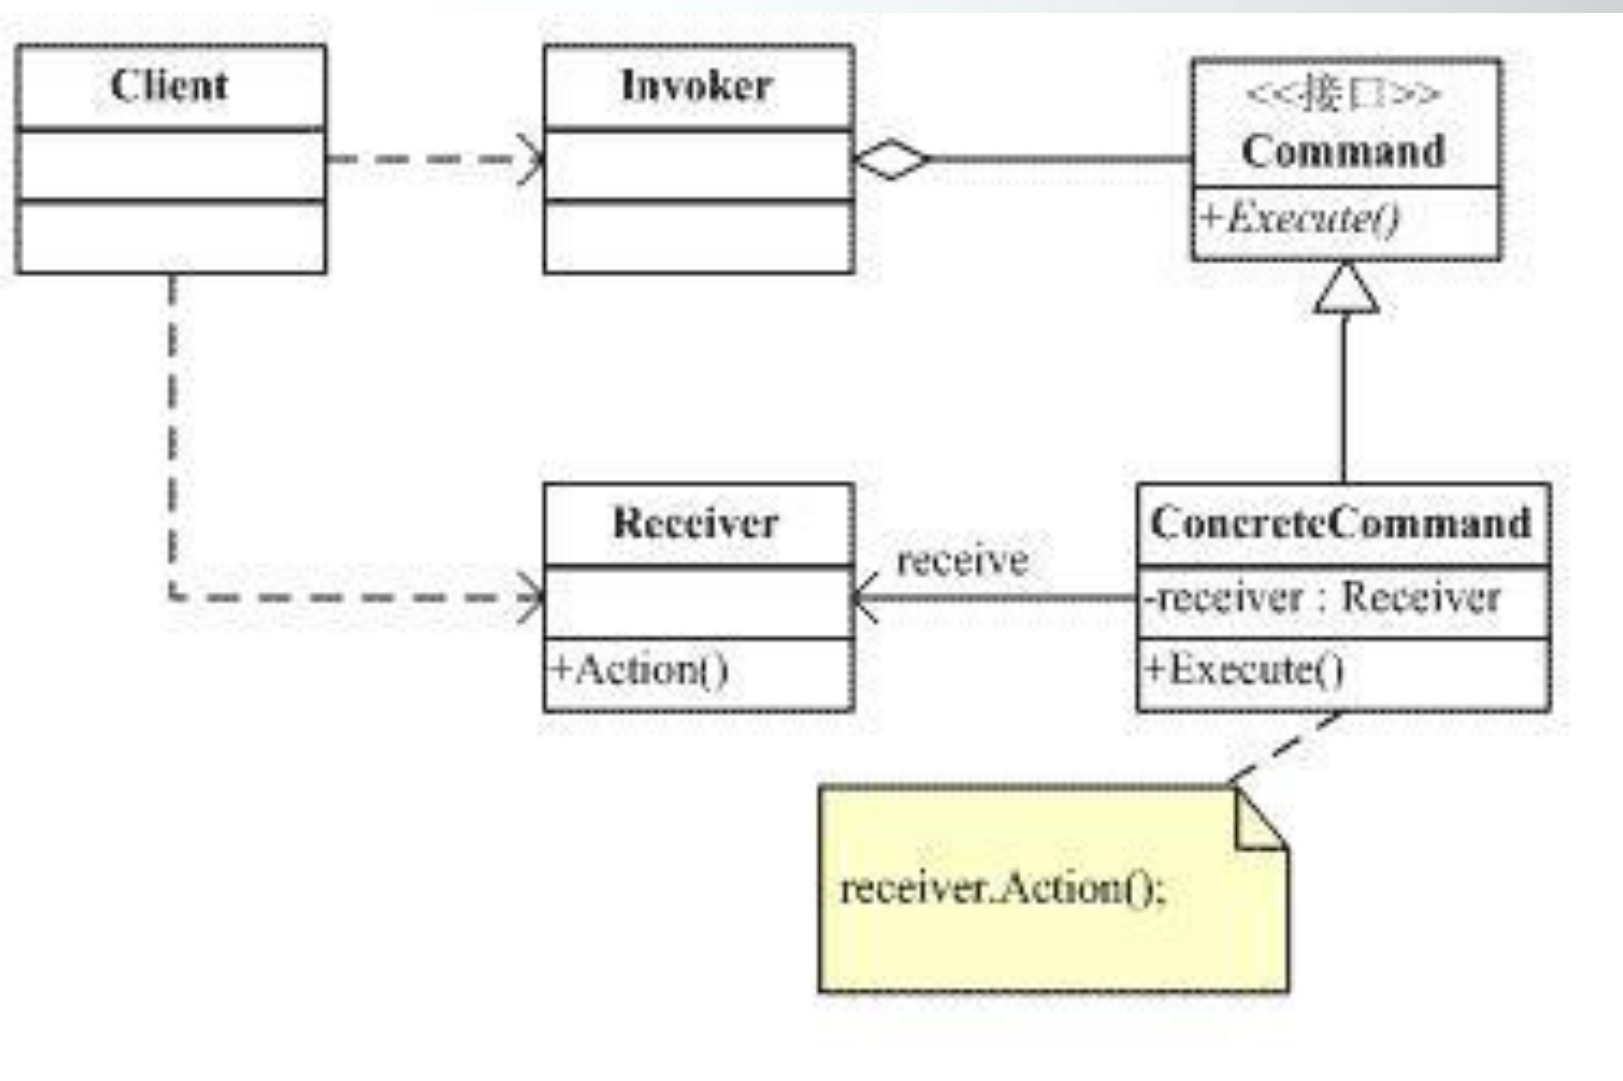 Client
Invoker
<<接口>>
Command
+Execute()
Receiver
+Action()
receive
ConcreteCommand
-receiver : Receiver
+Execute()
receiver.Action();